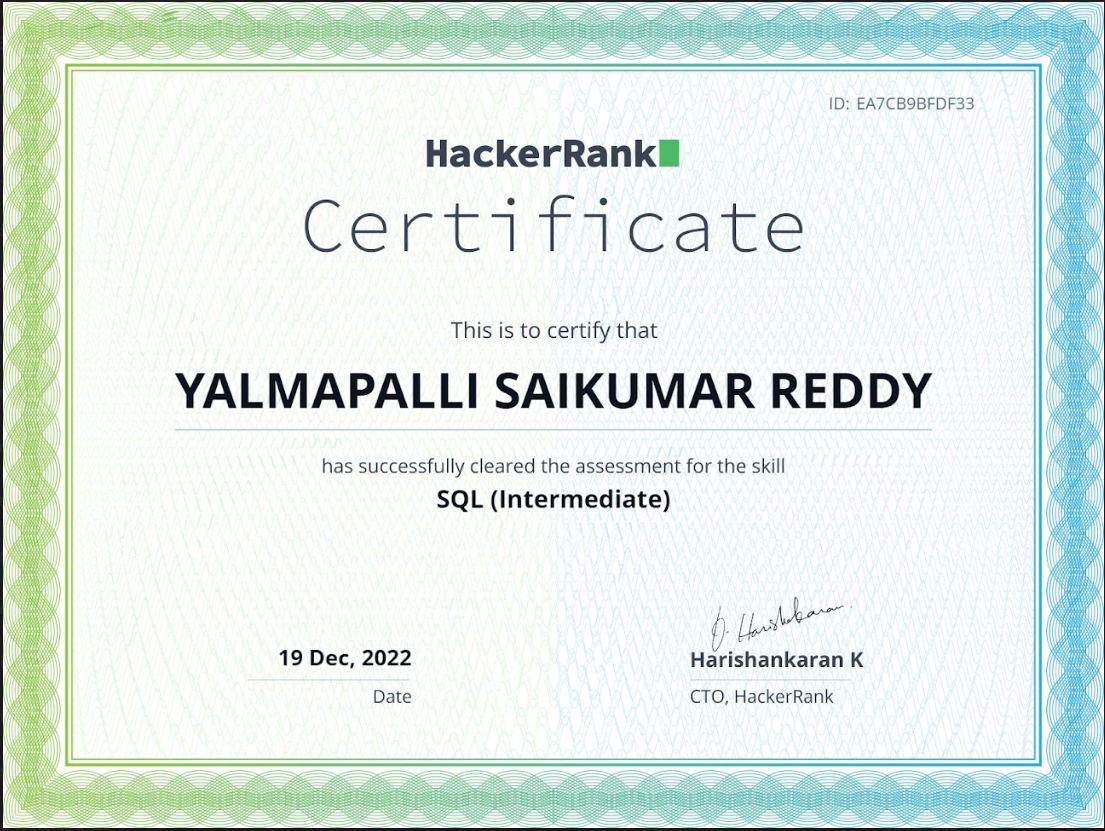 ID: EA7CB9BFDF33
HackerRank
Certificate
This is to certify that
YALMAPALLI SAIKUMAR REDDY
has successfully cleared the assessment for the skill
SQL (Intermediate)
19 Dec, 2022
Date
Harishankaran K
CTO, HackerRank